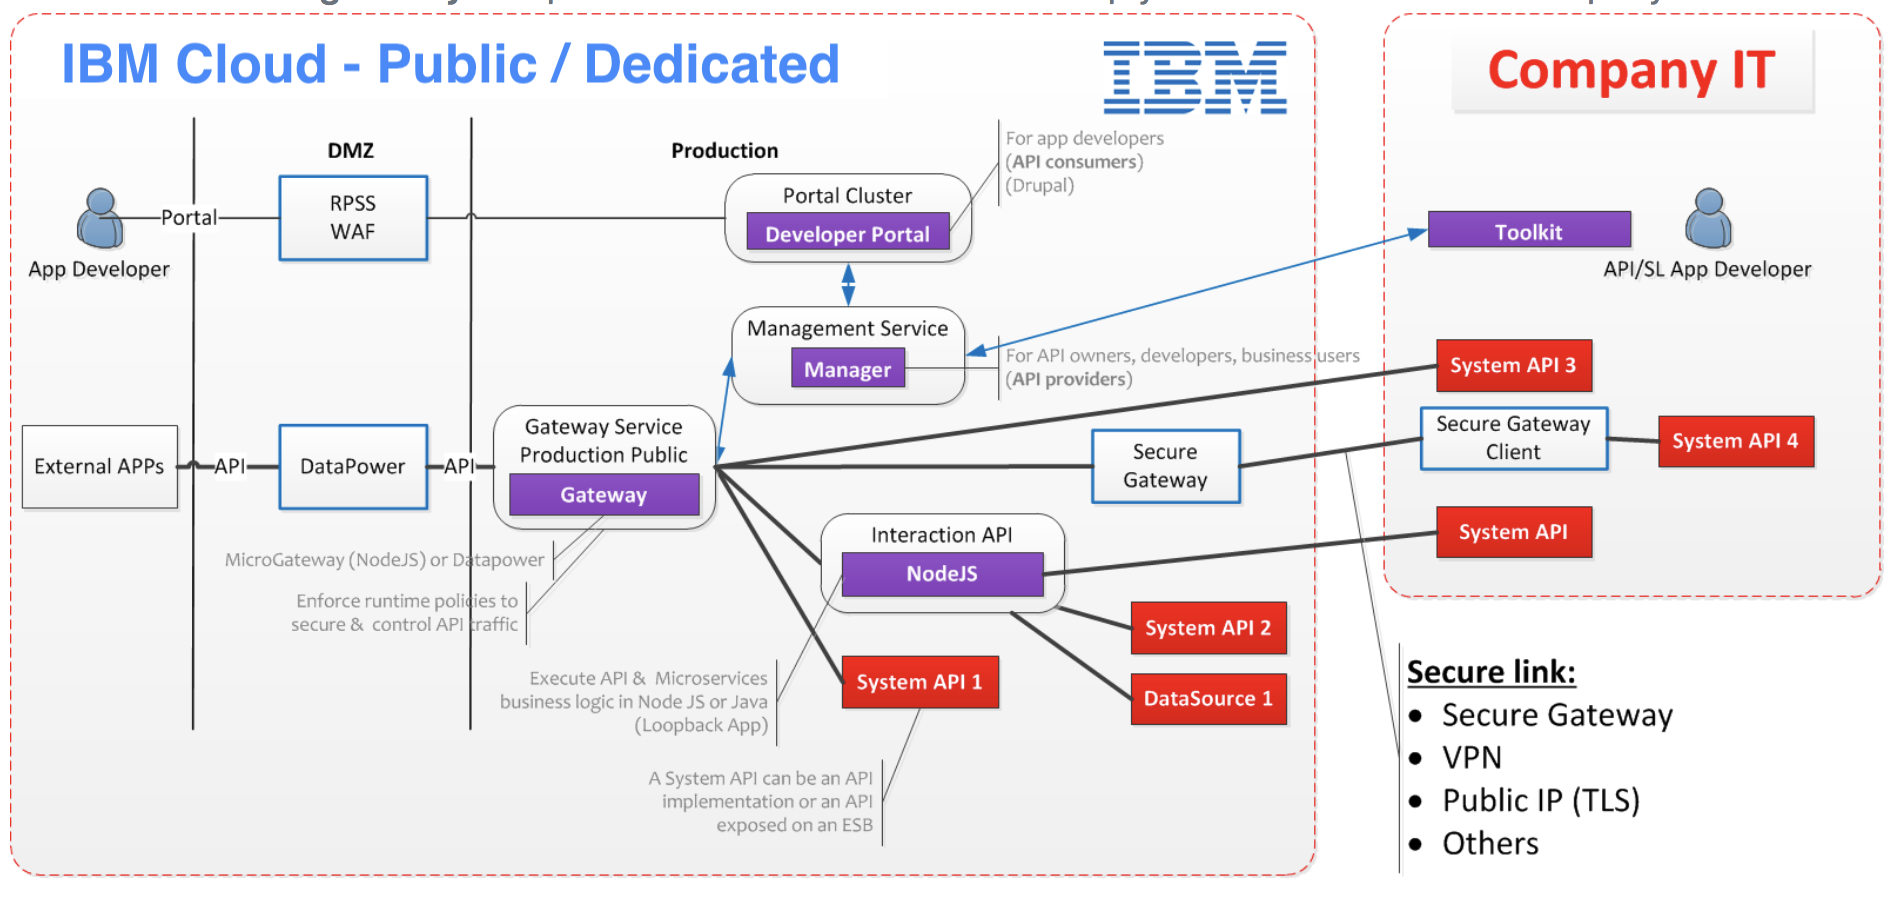 IBM Cloud - Public / Dedicated
IBM
Company IT
DMZ
Production
For app developers
(API consumers)
(Drupal)
Portal
RPSS
WAF
Portal Cluster
Developer Portal
App Developer
Toolkit
API/SL App Developer
Management Service
Manager
For API owners, developers, business users
(API providers)
System API 3
External APPs
API
DataPower
API
Gateway Service
Production Public
Gateway
Secure
Gateway
Secure Gateway
Client
System API 4
MicroGateway (NodeJS) or Datapower
Enforce runtime policies to
secure & control API traffic
Interaction API
NodeJS
System API
System API 2
DataSource 1
System API 1
Execute API & Microservices
business logic in Node JS or Java
(Loopback App)
A System API can be an API
implementation or an API
exposed on an ESB
Secure link:
• Secure Gateway
• VPN
• Public IP (TLS)
• Others